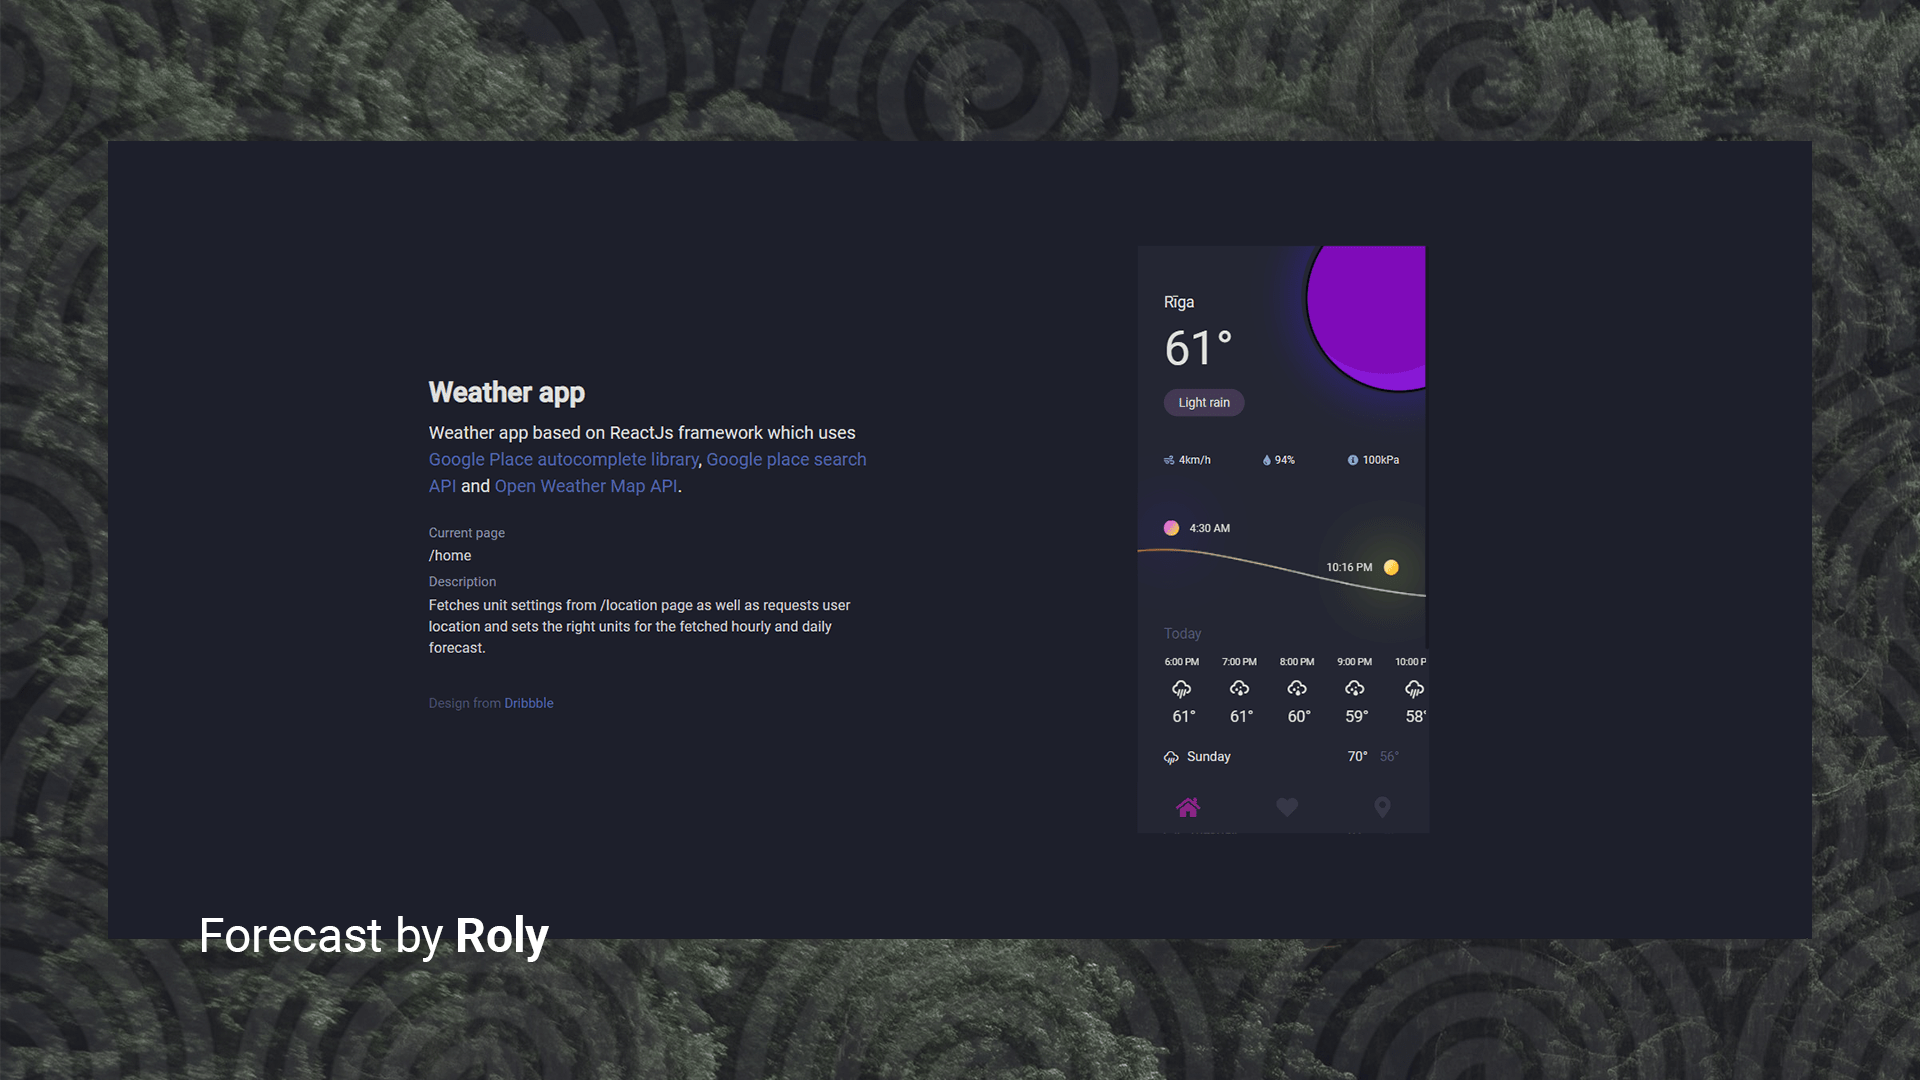 Weather app
Weather app based on ReactJs framework which uses
Google Place autocomplete library, Google place search
API and Open Weather Map API.
Current page
/home
Description
Fetches unit settings from /location page as well as requests user
location and sets the right units for the fetched hourly and daily
forecast.
Design from Dribbble
Rīga
61°
Light rain
4km/h 94% 100kPa
4:30 AM
10:16 PM
Today
6:00 PM 7:00 PM 8:00 PM 9:00 PM 10:00 P
61° 61° 60° 59° 58°
Sunday 70° 56°
Forecast by Roly